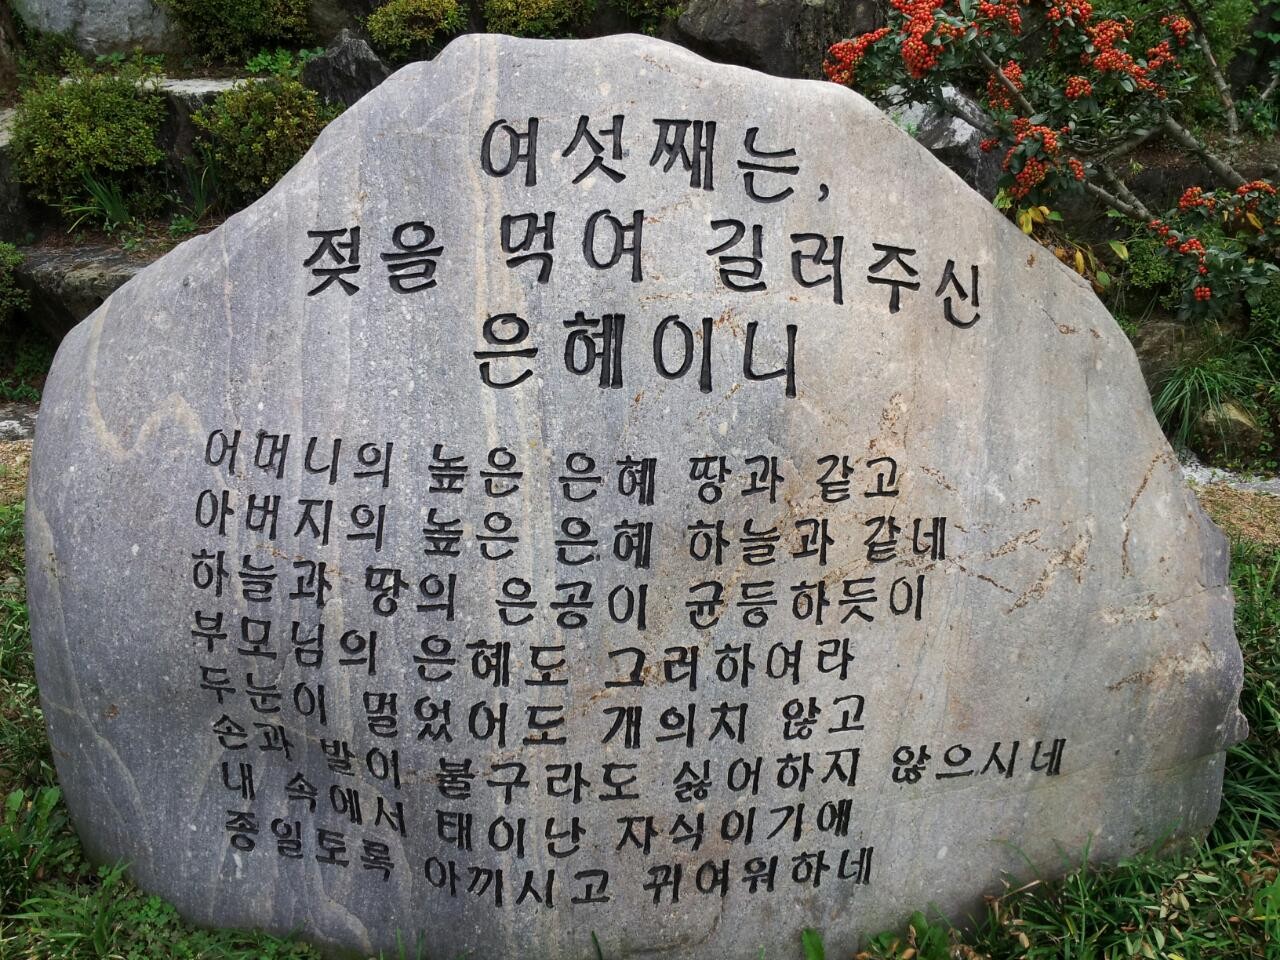 여섯째는,
젖을 먹여 길러주신
은혜이니
어머니의 높은 은혜 땅과 같고
아버지의 높은 은혜 하늘과 같네
하늘과 땅의 은공이 균등하듯이
부모님의 은혜도 그러하여라
두눈이 멀었어도 개의치 않고
손과 발이 불구라도 싫어하지 않으시네
내 속에서 태이난 자식이기에
종일토록 아끼시고 귀여워하네